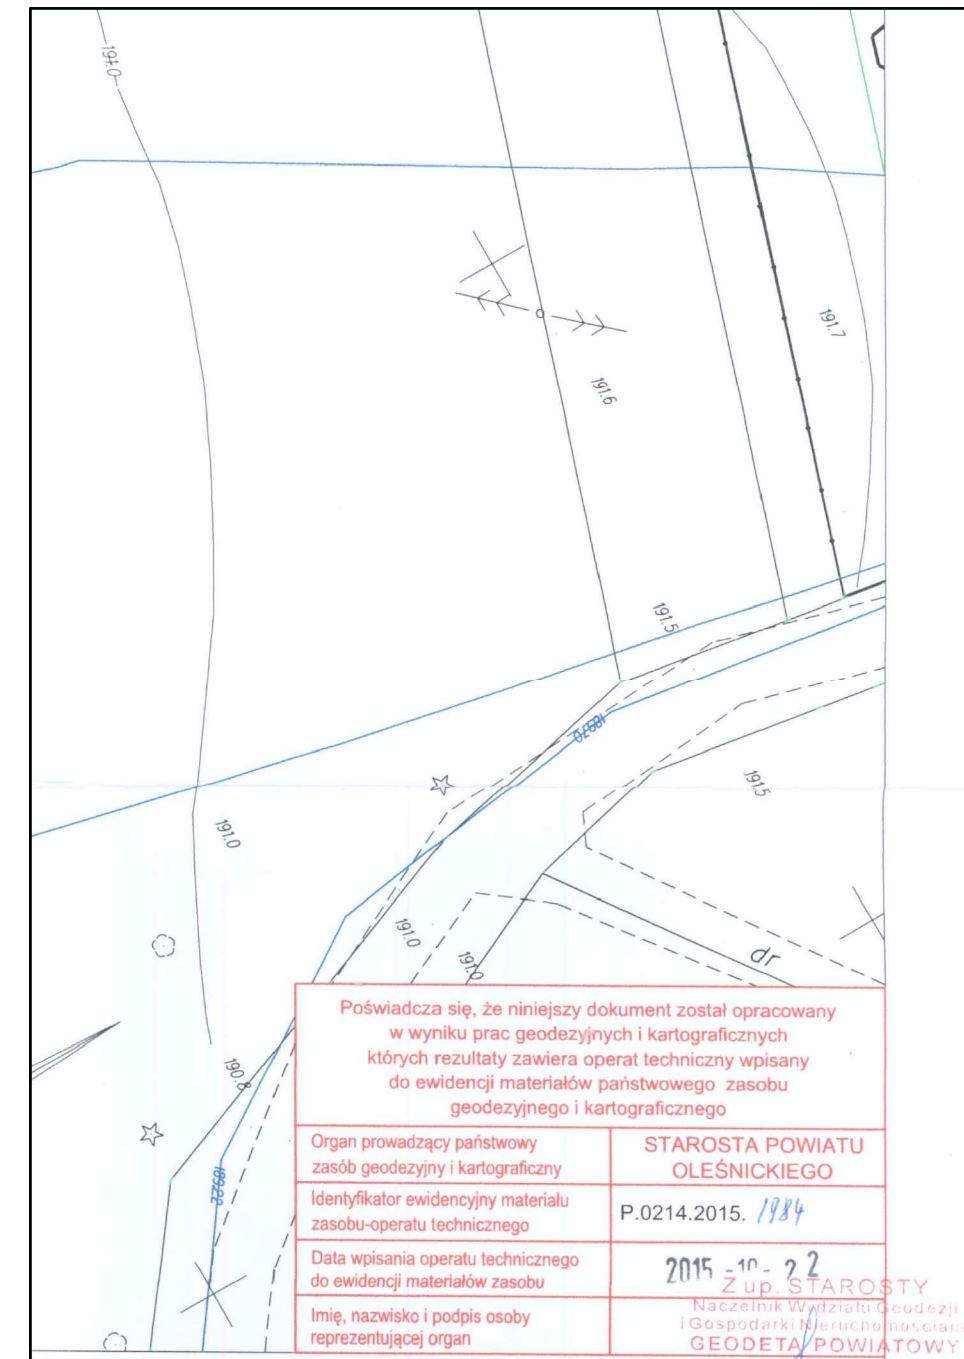 191.0
191.7
191.6
191.5
18970
191.5
191.0
191.0
191.0
dr
190.8
Poświadcza się, że niniejszy dokument został opracowany
w wyniku prac geodezyjnych i kartograficznych
których rezultaty zawiera operat techniczny wpisany
do ewidencji materiałów państwowego zasobu
geodezyjnego i kartograficznego
Organ prowadzący państwowy
zasób geodezyjny i kartograficzny
STAROSTA POWIATU
OLEŚNICKIEGO
Identyfikator ewidencyjny materiału
zasobu-operatu technicznego
P.0214.2015. 1984
Data wpisania operatu technicznego
do ewidencji materiałów zasobu
2015 -10- 22
Z up. STAROSTY
Naczelnik Wydziału Geodezji
i Gospodarki Nieruchomościami
GEODETA POWIATOWY
Imię, nazwisko i podpis osoby
reprezentującej organ